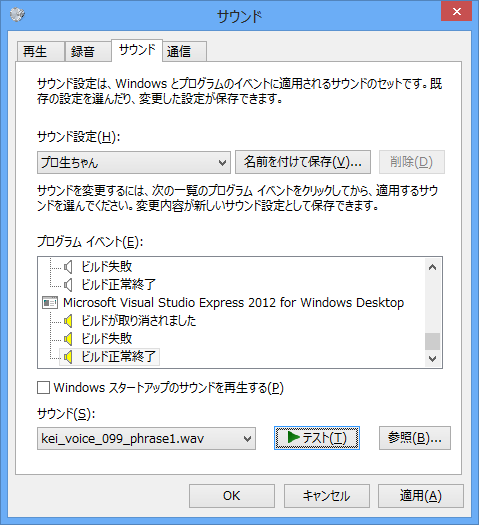 サウンド
再生 録音 サウンド 通信
サウンド設定は、Windows とプログラムのイベントに適用されるサウンドのセットです。既
存の設定を選んだり、変更した設定が保存できます。
サウンド設定(H):
プロ生ちゃん 名前を付けて保存(V)... 削除(D)
サウンドを変更するには、次の一覧のプログラム イベントをクリックしてから、適用するサウ
ンドを選んでください。変更内容が新しいサウンド設定として保存できます。
プログラム イベント(E):
ビルド失敗
ビルド正常終了
Microsoft Visual Studio Express 2012 for Windows Desktop
ビルドが取り消されました
ビルド失敗
ビルド正常終了
Windows スタートアップのサウンドを再生する(P)
サウンド(S):
kei_voice_099_phrase1.wav テスト(T) 参照(B)...
OK キャンセル 適用(A)